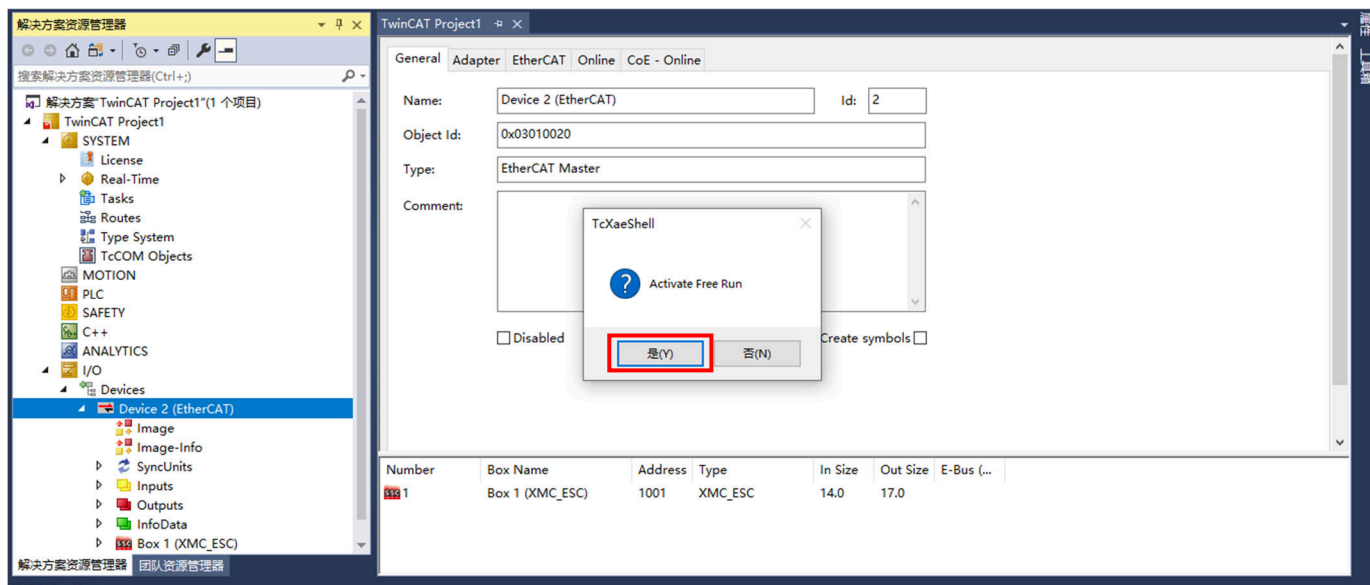 解决方案资源管理器
搜索解决方案资源管理器(Ctrl+;)
解决方案"TwinCAT Project1"(1 个项目)
TwinCAT Project1
SYSTEM
License
Real-Time
Tasks
Routes
Type System
TcCOM Objects
MOTION
PLC
SAFETY
C++
ANALYTICS
I/O
Devices
Device 2 (EtherCAT)
Image
Image-Info
SyncUnits
Inputs
Outputs
InfoData
Box 1 (XMC_ESC)
解决方案资源管理器 团队资源管理器
TwinCAT Project1
General Adapter EtherCAT Online CoE - Online
Name: Device 2 (EtherCAT) Id: 2
Object Id: 0x03010020
Type: EtherCAT Master
Comment:
TcXaeShell
Activate Free Run
是(Y) 否(N)
Disabled Create symbols
Number Box Name Address Type In Size Out Size E-Bus (...
1 Box 1 (XMC_ESC) 1001 XMC_ESC 14.0 17.0
属性
工具箱